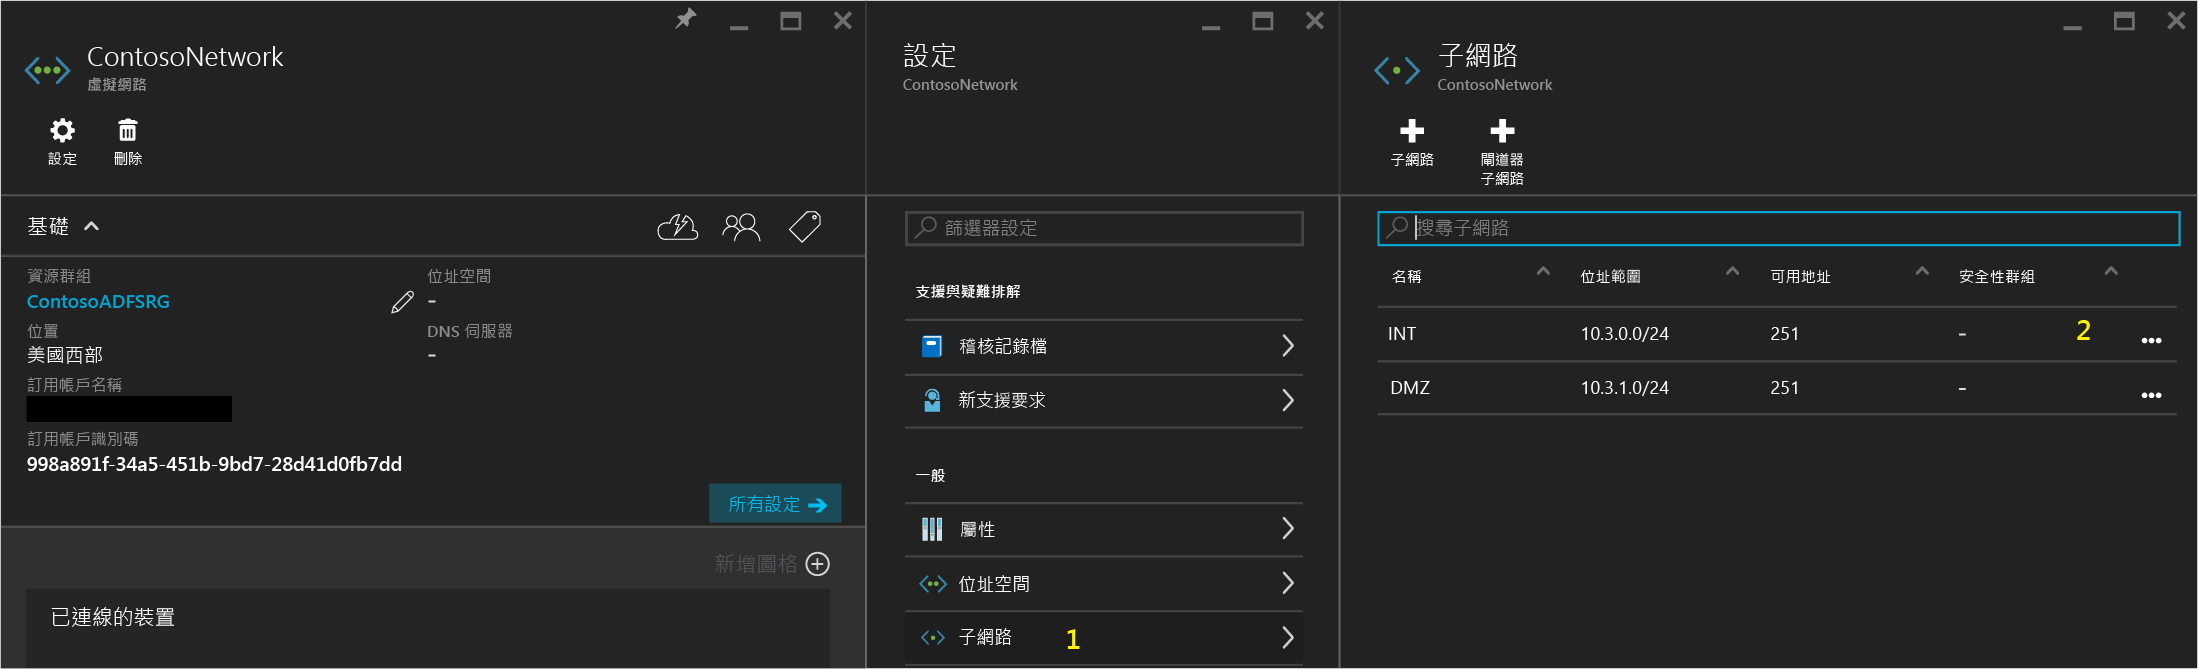 ContosoNetwork
虛擬網路
設定
刪除
基礎
資源群組
ContosoADFSRG
位置
美國西部
訂用帳戶名稱
訂用帳戶識別碼
998a891f-34a5-451b-9bd7-28d41d0fb7dd
位址空間
-
DNS 伺服器
-
所有設定
新增圖格
已連線的裝置
設定
ContosoNetwork
篩選器設定
支援與疑難排解
稽核記錄檔
新支援要求
一般
屬性
位址空間
子網路 1
子網路
ContosoNetwork
子網路
閘道器
子網路
搜尋子網路
名稱 位址範圍 可用地址 安全性群組
INT 10.3.0.0/24 251 - 2 ...
DMZ 10.3.1.0/24 251 - ...